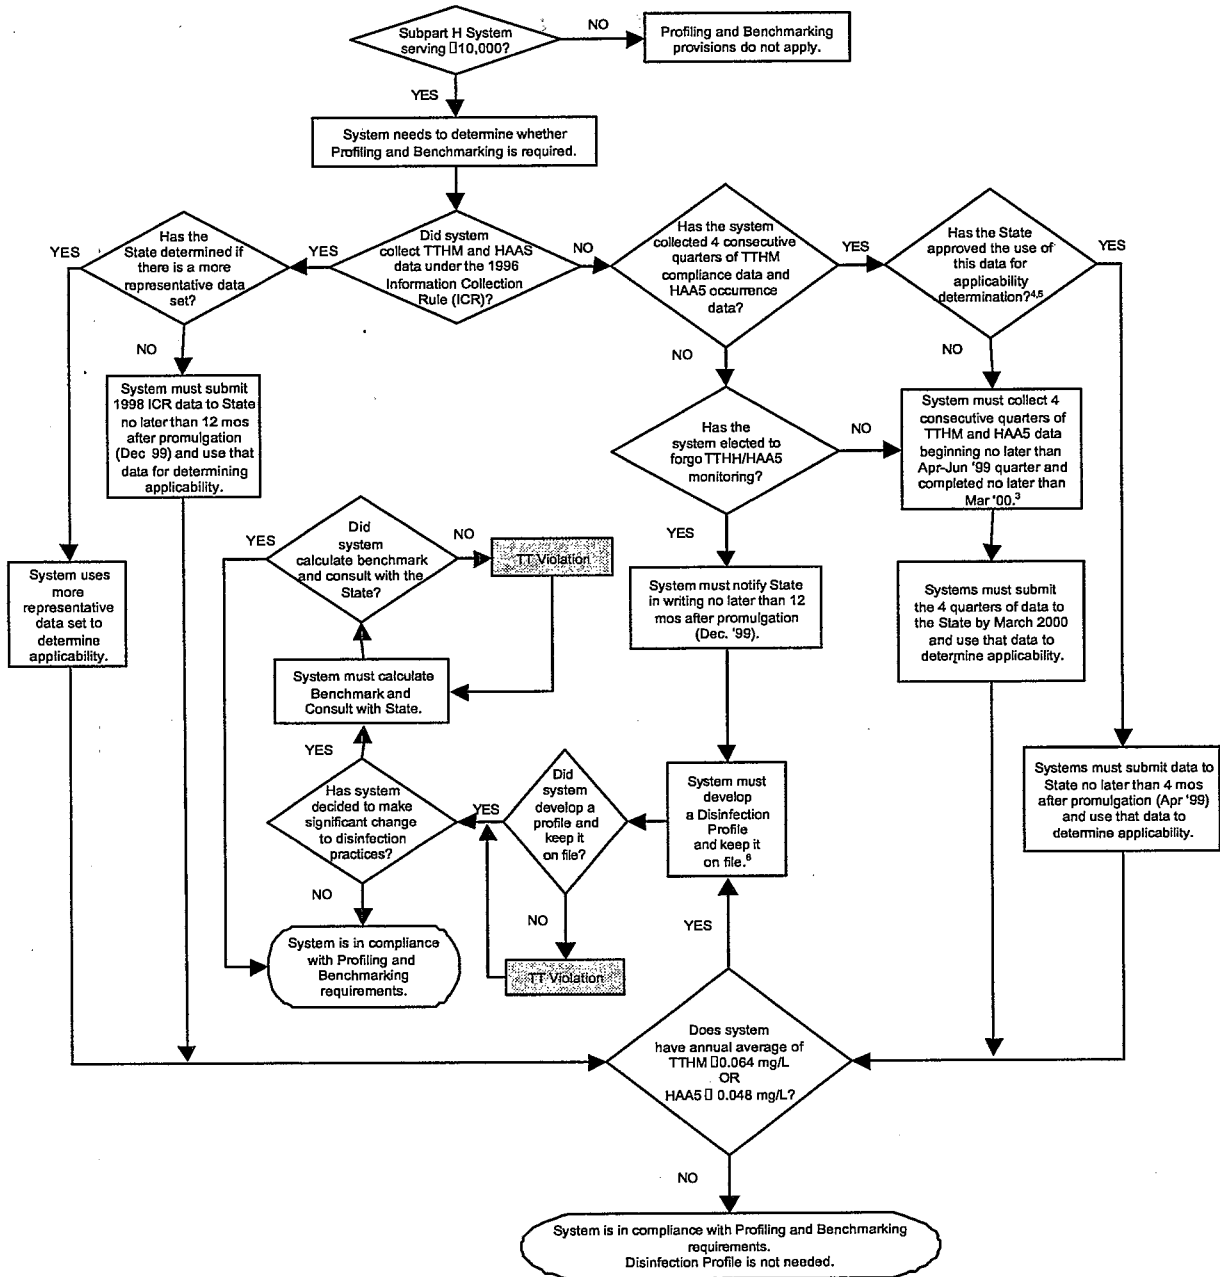 Subpart H System
serving ▯10,000?
NO
Profiling and Benchmarking
provisions do not apply.
YES
System needs to determine whether
Profiling and Benchmarking is required.
Has the
State determined if
there is a more
representative data
set?
YES
YES
Did system
collect TTHM and HAAS
data under the 1996
Information Collection
Rule (ICR)?
NO
Has the system
collected 4 consecutive
quarters of TTHM
compliance data and
HAA5 occurrence
data?
YES
Has the State
approved the use of
this data for
applicability
determination?4,5
YES
NO
NO
NO
System must submit
1998 ICR data to State
no later than 12 mos
after promulgation
(Dec '99) and use that
data for determining
applicability.
Has the
system elected to
forgo TTHH/HAA5
monitoring?
NO
System must collect 4
consecutive quarters of
TTHM and HAA5 data
beginning no later than
Apr-Jun '99 quarter and
completed no later than
Mar '00.3
YES
System uses
more
representative
data set to
determine
applicability.
YES
Did
system
calculate benchmark
and consult with the
State?
NO
TT Violation
System must notify State
in writing no later than 12
mos after promulgation
(Dec. '99).
Systems must submit
the 4 quarters of data to
the State by March 2000
and use that data to
determine applicability.
System must calculate
Benchmark and
Consult with State.
YES
Has system
decided to make
significant change
to disinfection
practices?
YES
Did
system
develop a
profile and
keep it
on file?
System must
develop
a Disinfection
Profile
and keep it
on file.6
Systems must submit data to
State no later than 4 mos
after promulgation (Apr '99)
and use that data to
determine applicability.
NO
NO
YES
System is in compliance
with Profiling and
Benchmarking
requirements.
TT Violation
Does system
have annual average of
TTHM ▯0.064 mg/L
OR
HAA5 ▯ 0.048 mg/L?
NO
System is in compliance with Profiling and Benchmarking
requirements.
Disinfection Profile is not needed.